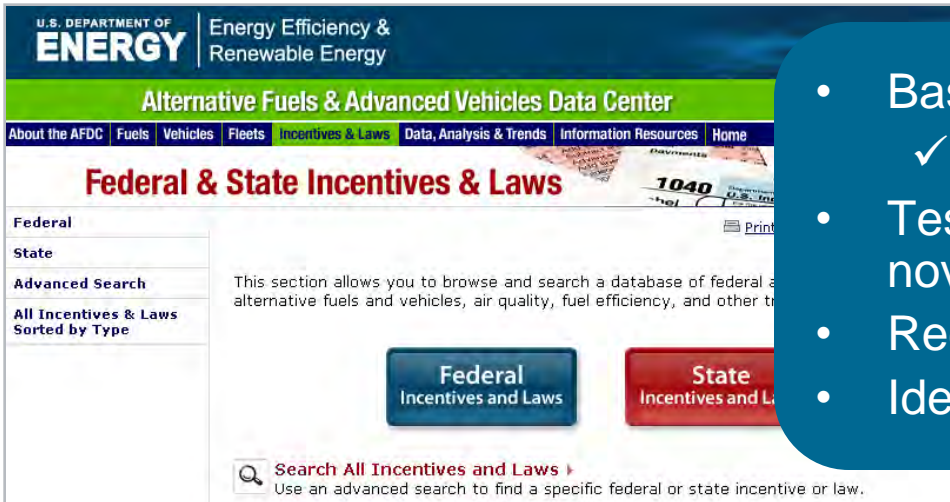 U.S. DEPARTMENT OF
ENERGY
Energy Efficiency &
Renewable Energy
Alternative Fuels & Advanced Vehicles Data Center
About the AFDC Fuels Vehicles Fleets Incentives & Laws Data, Analysis & Trends Information Resources Home
Federal & State Incentives & Laws
1040
Federal
State
Advanced Search
All Incentives & Laws
Sorted by Type
Print
This section allows you to browse and search a database of federal
alternative fuels and vehicles, air quality, fuel efficiency, and other
Federal
Incentives and Laws
State
Incentives and
Search All Incentives and Laws
Use an advanced search to find a specific federal or state incentive or law.
• Bas
✓
• Tes
nov
• Re
• Ide